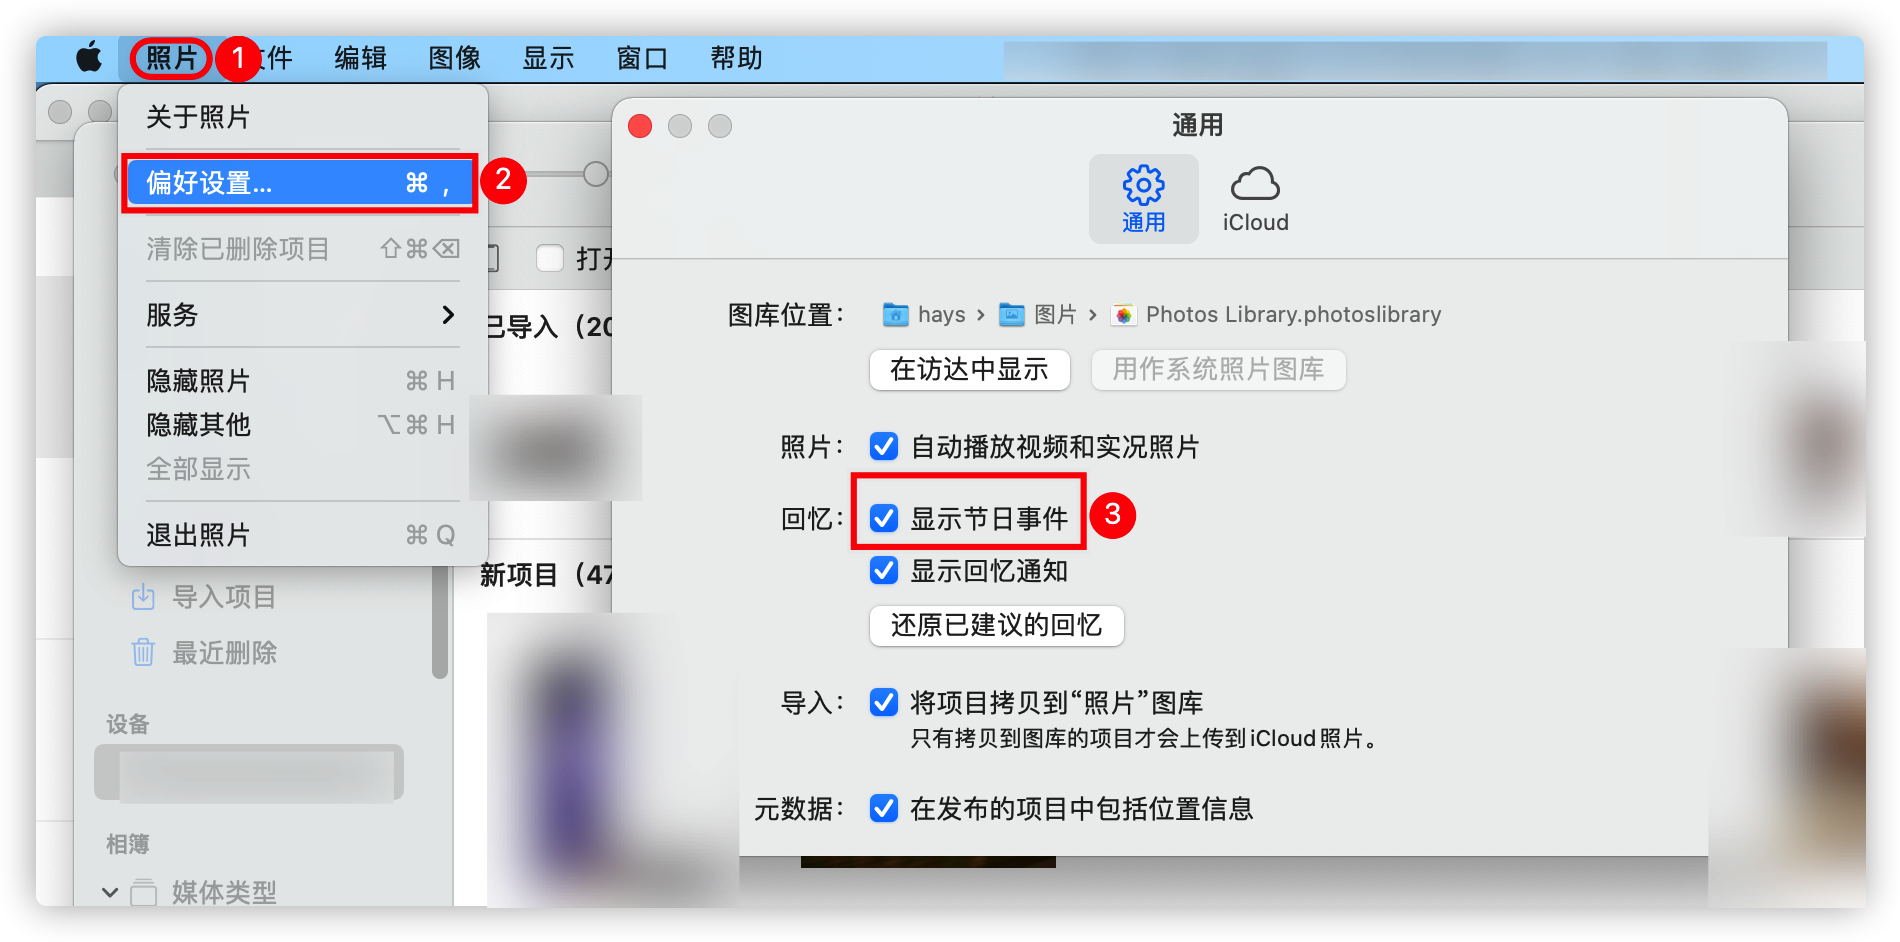 照片 1 文件 编辑 图像 显示 窗口 帮助
关于照片
偏好设置... ⌘ , 2
清除已删除项目 ⇧⌘⌫
服务
隐藏照片 ⌘ H
隐藏其他 ⌥⌘ H
全部显示
退出照片 ⌘ Q
导入项目
最近删除
设备
相簿
媒体类型
打开
已导入（20
新项目（47
通用
通用 iCloud
图库位置： hays › 图片 › Photos Library.photoslibrary
在访达中显示 用作系统照片图库
照片： 自动播放视频和实况照片
回忆： 显示节日事件 3
显示回忆通知
还原已建议的回忆
导入： 将项目拷贝到“照片”图库
只有拷贝到图库的项目才会上传到 iCloud 照片。
元数据： 在发布的项目中包括位置信息